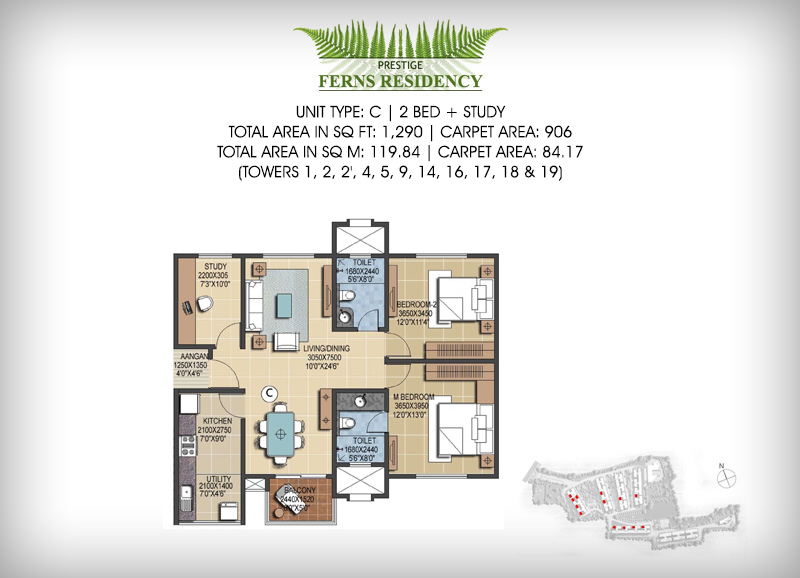 PRESTIGE
FERNS RESIDENCY
UNIT TYPE: C | 2 BED + STUDY
TOTAL AREA IN SQ FT: 1,290 | CARPET AREA: 906
TOTAL AREA IN SQ M: 119.84 | CARPET AREA: 84.17
(TOWERS 1, 2, 2', 4, 5, 9, 14, 16, 17, 18 & 19)
STUDY
2200X305
7'3"X10'0"
TOILET
1680X2440
5'6"X8'0"
BEDROOM-2
3650X3450
12'0"X11'4"
LIVING/DINING
3050X7500
10'0"X24'6"
AANGAN
1250X1350
4'0"X4'6"
C
M.BEDROOM
3650X3950
12'0"X13'0"
KITCHEN
2100X2750
7'0"X9'0"
TOILET
1680X2440
5'6"X8'0"
UTILITY
2100X1400
7'0"X4'6"
BALCONY
2440X1520
N